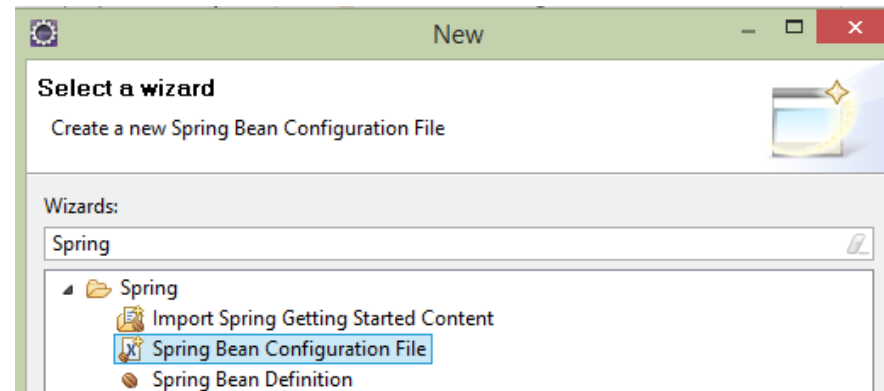 New
Select a wizard
Create a new Spring Bean Configuration File
Wizards:
Spring
Spring
Import Spring Getting Started Content
Spring Bean Configuration File
Spring Bean Definition